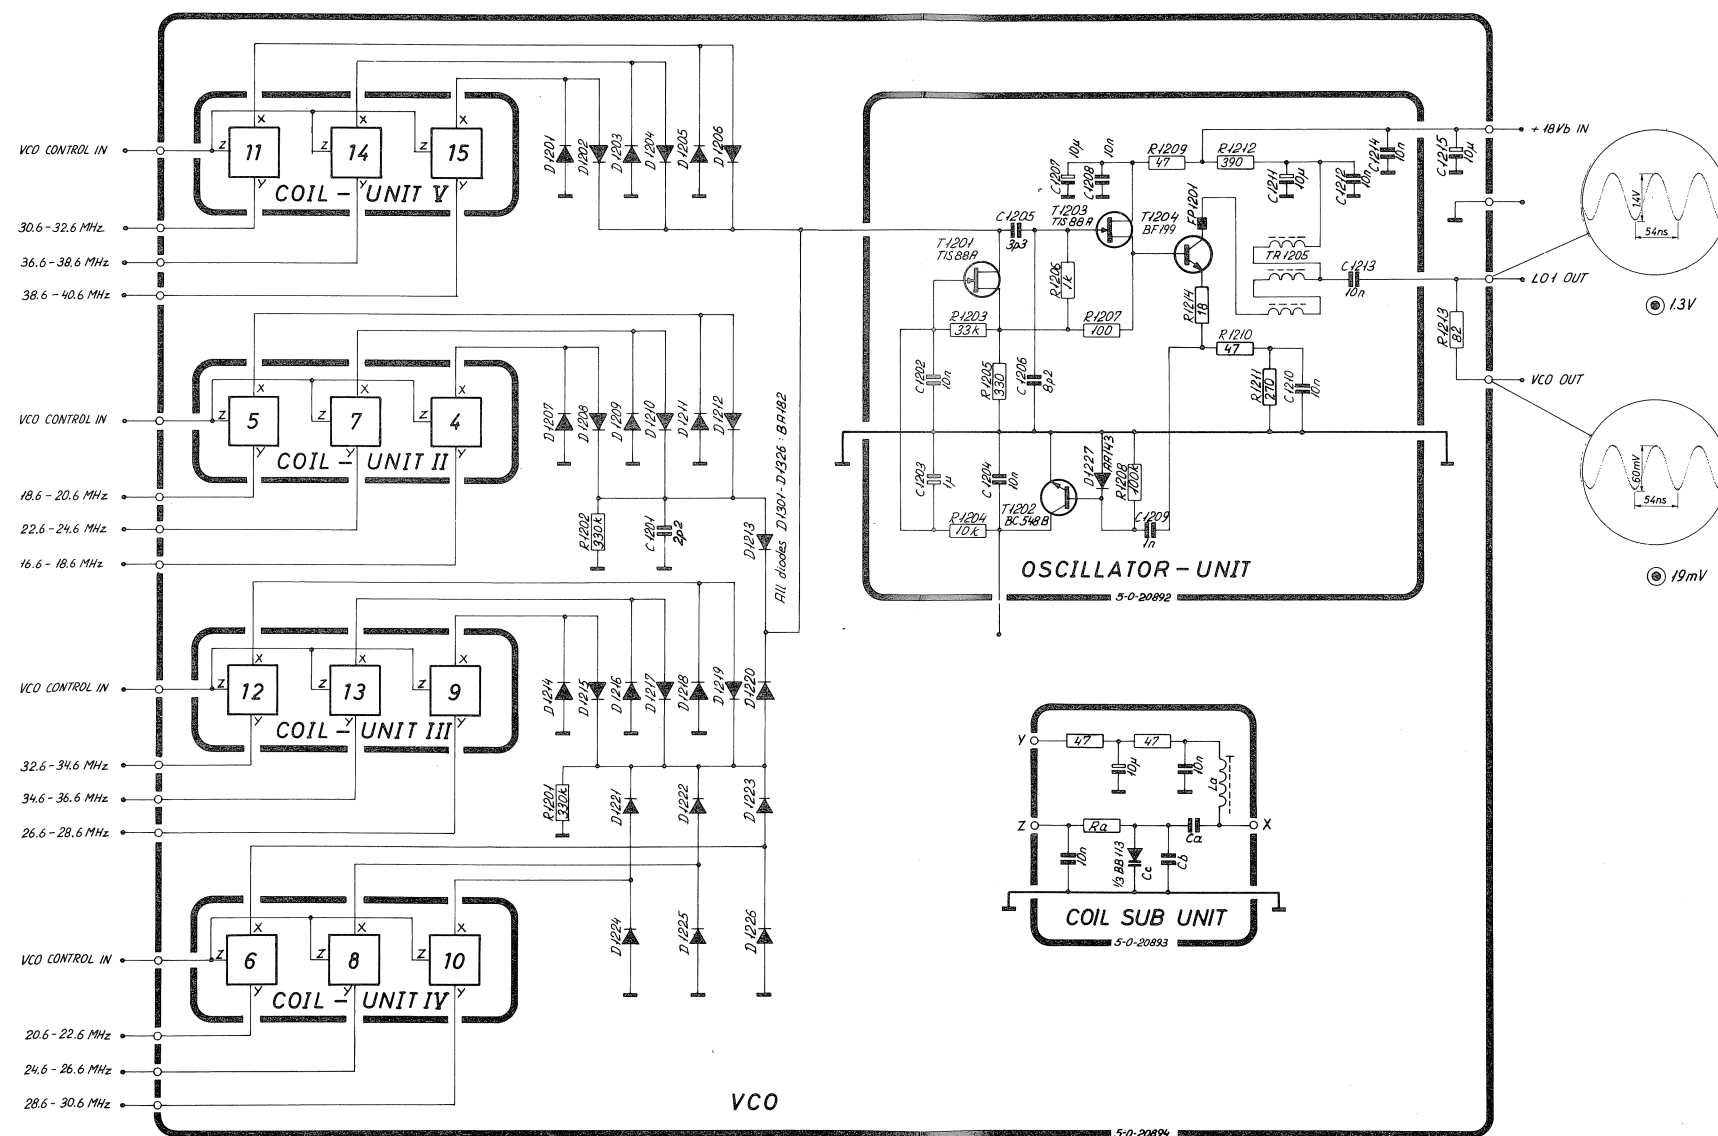 VCO CONTROL IN
Z
X
11
Y
X
14
Y
X
15
Y
COIL - UNIT V
30.6-32.6 MHz
36.6-38.6 MHz
38.6-40.6 MHz
D1201
D1202
D1203
D1204
D1205
D1206
VCO CONTROL IN
Z
X
5
Y
Z
X
7
Y
Z
X
4
Y
COIL - UNIT II
18.6-20.6 MHz
22.6-24.6 MHz
16.6-18.6 MHz
D1207
D1208
D1209
D1210
D1211
D1212
R1202
330k
C1201
2p2
D1213
All diodes D1301-D1326: BA182
VCO CONTROL IN
Z
X
12
Y
Z
X
13
Y
Z
X
9
Y
COIL - UNIT III
32.6-34.6 MHz
34.6-36.6 MHz
26.6-28.6 MHz
D1214
D1215
D1216
D1217
D1218
D1219
D1220
R1201
330k
D1221
D1222
D1223
VCO CONTROL IN
Z
X
6
Y
Z
X
8
Y
Z
X
10
Y
COIL - UNIT IV
20.6-22.6 MHz
24.6-26.6 MHz
28.6-30.6 MHz
D1224
D1225
D1226
VCO
5-0-20894
C1207
10µ
C1208
10n
R1209
47
R1212
390
C1211
10µ
C1212
10n
C1214
10n
C1215
10µ
+18Vb IN
C1205
3p3
T1203
TIS88A
T1204
BF199
FP1201
T1201
TIS88A
R1206
1k
R1203
33k
R1207
100
R1214
18
TR1205
C1213
10n
LO1 OUT
R1213
82
VCO OUT
R1210
47
R1211
270
C1210
10n
C1202
10n
R1205
330
C1206
8p2
C1203
1µ
C1204
10n
T1202
BC548B
D1227
AA143
R1208
100k
R1204
10k
C1209
1n
OSCILLATOR-UNIT
5-0-20892
1.4V
54ns
1.3V
60mV
54ns
19mV
Y
47
47
10µ
10n
La
Z
Ra
Ca
X
10n
1/3 BB113
Cc
Cb
COIL SUB UNIT
5-0-20893